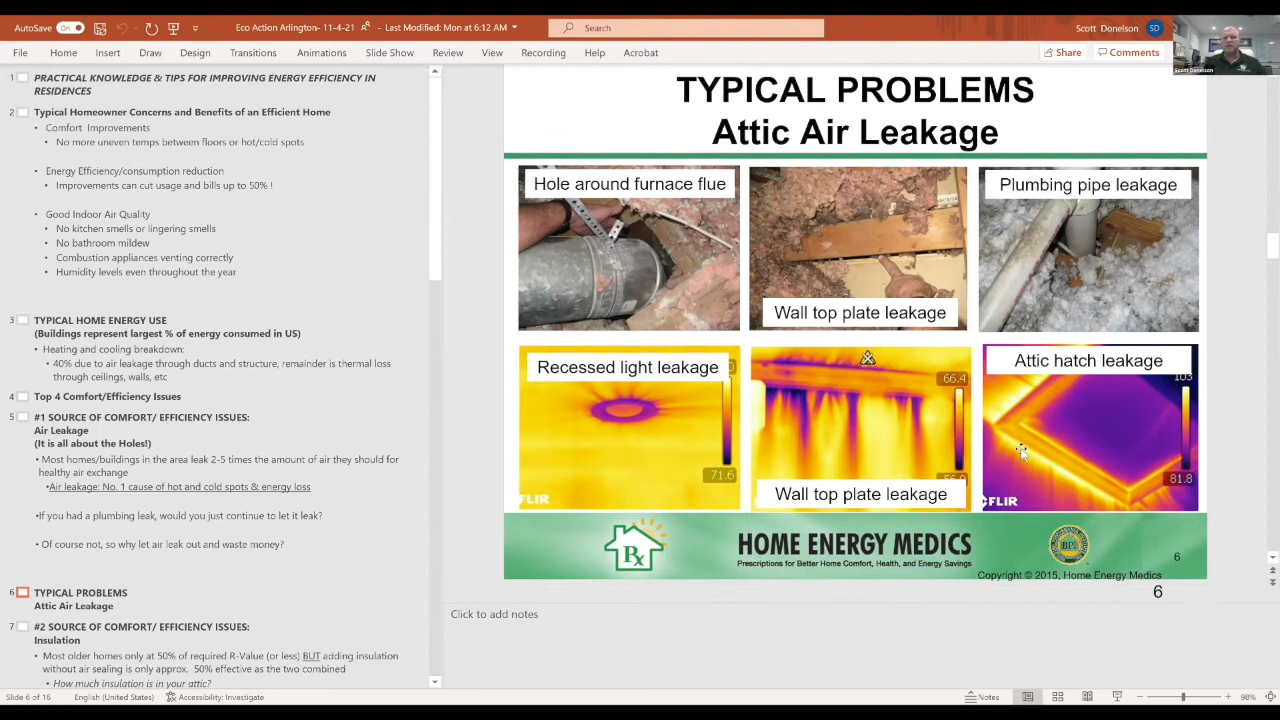 AutoSave On
Eco Action Arlington- 11-4-21
- Last Modified: Mon at 6:12 AM
Search
Scott Donelson SD
File Home Insert Draw Design Transitions Animations Slide Show Review View Recording Help Acrobat
Share Comments
Scott Donelson
1 PRACTICAL KNOWLEDGE & TIPS FOR IMPROVING ENERGY EFFICIENCY IN
RESIDENCES
2 Typical Homeowner Concerns and Benefits of an Efficient Home
• Comfort Improvements
• No more uneven temps between floors or hot/cold spots
• Energy Efficiency/consumption reduction
• Improvements can cut usage and bills up to 50% !
• Good Indoor Air Quality
• No kitchen smells or lingering smells
• No bathroom mildew
• Combustion appliances venting correctly
• Humidity levels even throughout the year
3 TYPICAL HOME ENERGY USE
(Buildings represent largest % of energy consumed in US)
• Heating and cooling breakdown:
• 40% due to air leakage through ducts and structure, remainder is thermal loss
through ceilings, walls, etc
4 Top 4 Comfort/Efficiency Issues
5 #1 SOURCE OF COMFORT/ EFFICIENCY ISSUES:
Air Leakage
(It is all about the Holes!)
• Most homes/buildings in the area leak 2-5 times the amount of air they should for
healthy air exchange
•Air leakage: No. 1 cause of hot and cold spots & energy loss
•If you had a plumbing leak, would you just continue to let it leak?
• Of course not, so why let air leak out and waste money?
6 TYPICAL PROBLEMS
Attic Air Leakage
7 #2 SOURCE OF COMFORT/ EFFICIENCY ISSUES:
Insulation
• Most older homes only at 50% of required R-Value (or less) BUT adding insulation
without air sealing is only approx. 50% effective as the two combined
• How much insulation is in your attic?
TYPICAL PROBLEMS
Attic Air Leakage
Hole around furnace flue
Wall top plate leakage
Plumbing pipe leakage
Recessed light leakage
71.6
FLIR
66.4
Wall top plate leakage
Attic hatch leakage
103
81.8
FLIR
Rx
HOME ENERGY MEDICS
Prescriptions for Better Home Comfort, Health, and Energy Savings
BPI
6
Copyright © 2015, Home Energy Medics
6
Click to add notes
Slide 6 of 16 English (United States) Accessibility: Investigate
Notes
98%